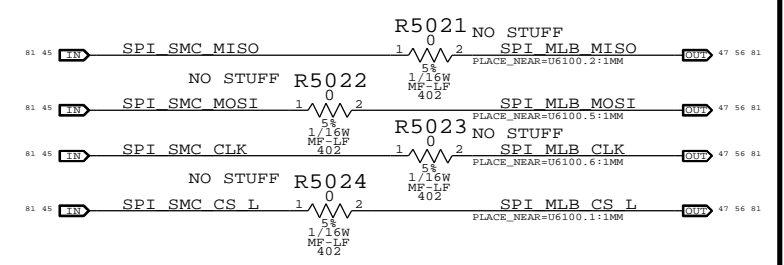 R5021 NO STUFF
0
81 45 IN SPI_SMC_MISO 1 2 SPI_MLB_MISO OUT 47 56 81
5% PLACE_NEAR=U6100.2:1MM
1/16W
MF-LF
402
NO STUFF R5022
0
81 45 IN SPI_SMC_MOSI 1 2 SPI_MLB_MOSI OUT 47 56 81
5% PLACE_NEAR=U6100.5:1MM
1/16W
MF-LF
402
R5023 NO STUFF
0
81 45 IN SPI_SMC_CLK 1 2 SPI_MLB_CLK OUT 47 56 81
5% PLACE_NEAR=U6100.6:1MM
1/16W
MF-LF
402
NO STUFF R5024
0
81 45 IN SPI_SMC_CS_L 1 2 SPI_MLB_CS_L OUT 47 56 81
5% PLACE_NEAR=U6100.1:1MM
1/16W
MF-LF
402